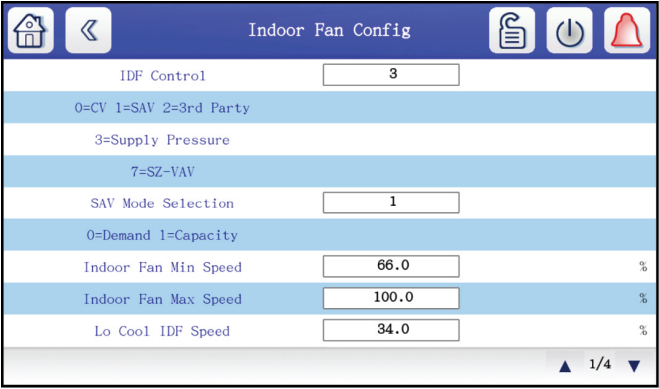 Indoor Fan Config
IDF Control 3
0=CV 1=SAV 2=3rd Party
3=Supply Pressure
7=SZ-VAV
SAV Mode Selection 1
0=Demand 1=Capacity
Indoor Fan Min Speed 66.0 %
Indoor Fan Max Speed 100.0 %
Lo Cool IDF Speed 34.0 %
1/4